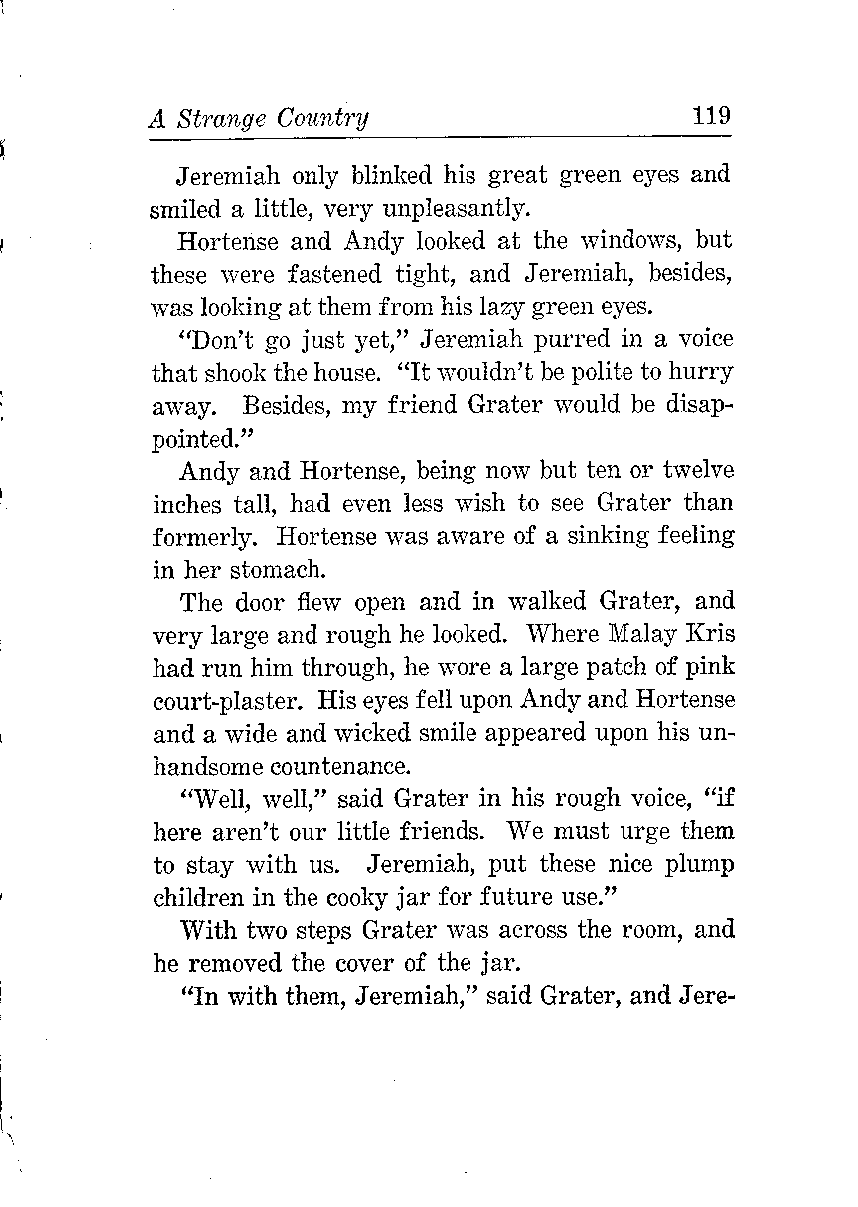 A Strange Country 119
Jeremiah only blinked his great green eyes and
smiled a little, very unpleasantly.
Hortense and Andy looked at the windows, but
these were fastened tight, and Jeremiah, besides,
was looking at them from his lazy green eyes.
“Don’t go just yet,” Jeremiah purred in a voice
that shook the house. “It wouldn’t be polite to hurry
away. Besides, my friend Grater would be disap-
pointed.”
Andy and Hortense, being now but ten or twelve
inches tall, had even less wish to see Grater than
formerly. Hortense was aware of a sinking feeling
in her stomach.
The door flew open and in walked Grater, and
very large and rough he looked. Where Malay Kris
had run him through, he wore a large patch of pink
court-plaster. His eyes fell upon Andy and Hortense
and a wide and wicked smile appeared upon his un-
handsome countenance.
“Well, well,” said Grater in his rough voice, “if
here aren’t our little friends. We must urge them
to stay with us. Jeremiah, put these nice plump
children in the cooky jar for future use.”
With two steps Grater was across the room, and
he removed the cover of the jar.
“In with them, Jeremiah,” said Grater, and Jere-